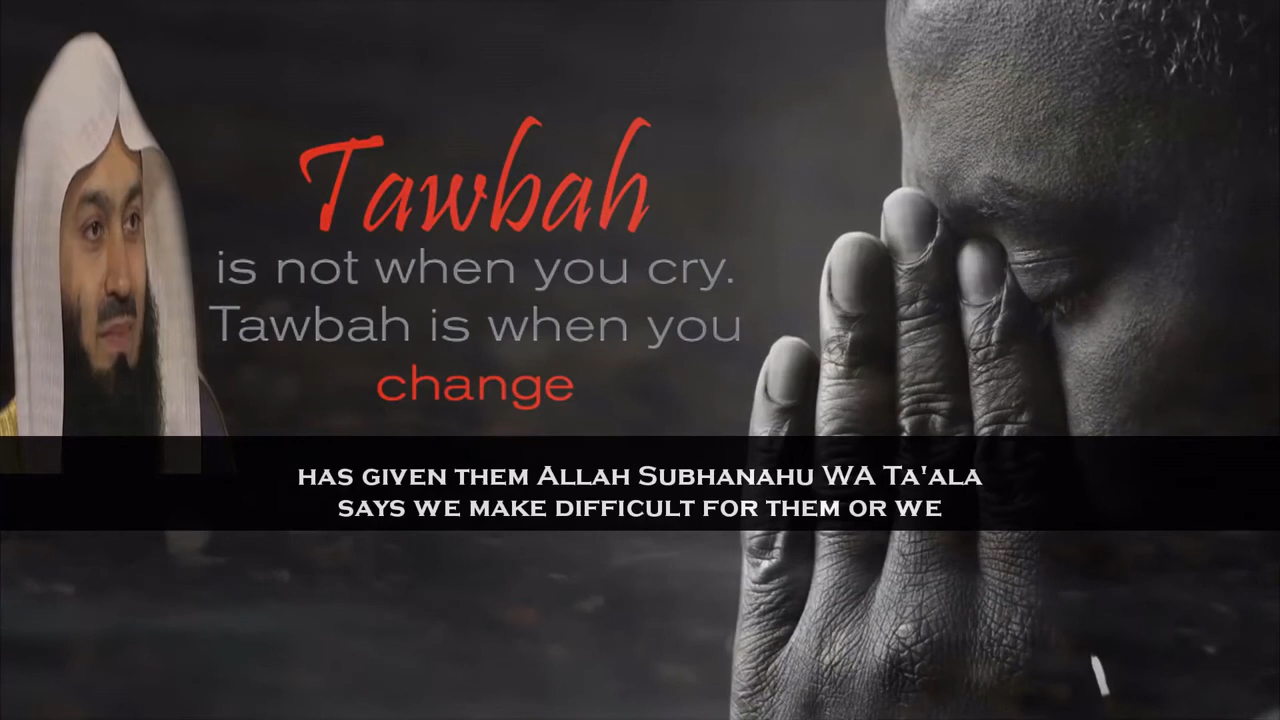 Tawbah
is not when you cry.
Tawbah is when you
change
HAS GIVEN THEM ALLAH SUBHANAHU WA TA'ALA
SAYS WE MAKE DIFFICULT FOR THEM OR WE